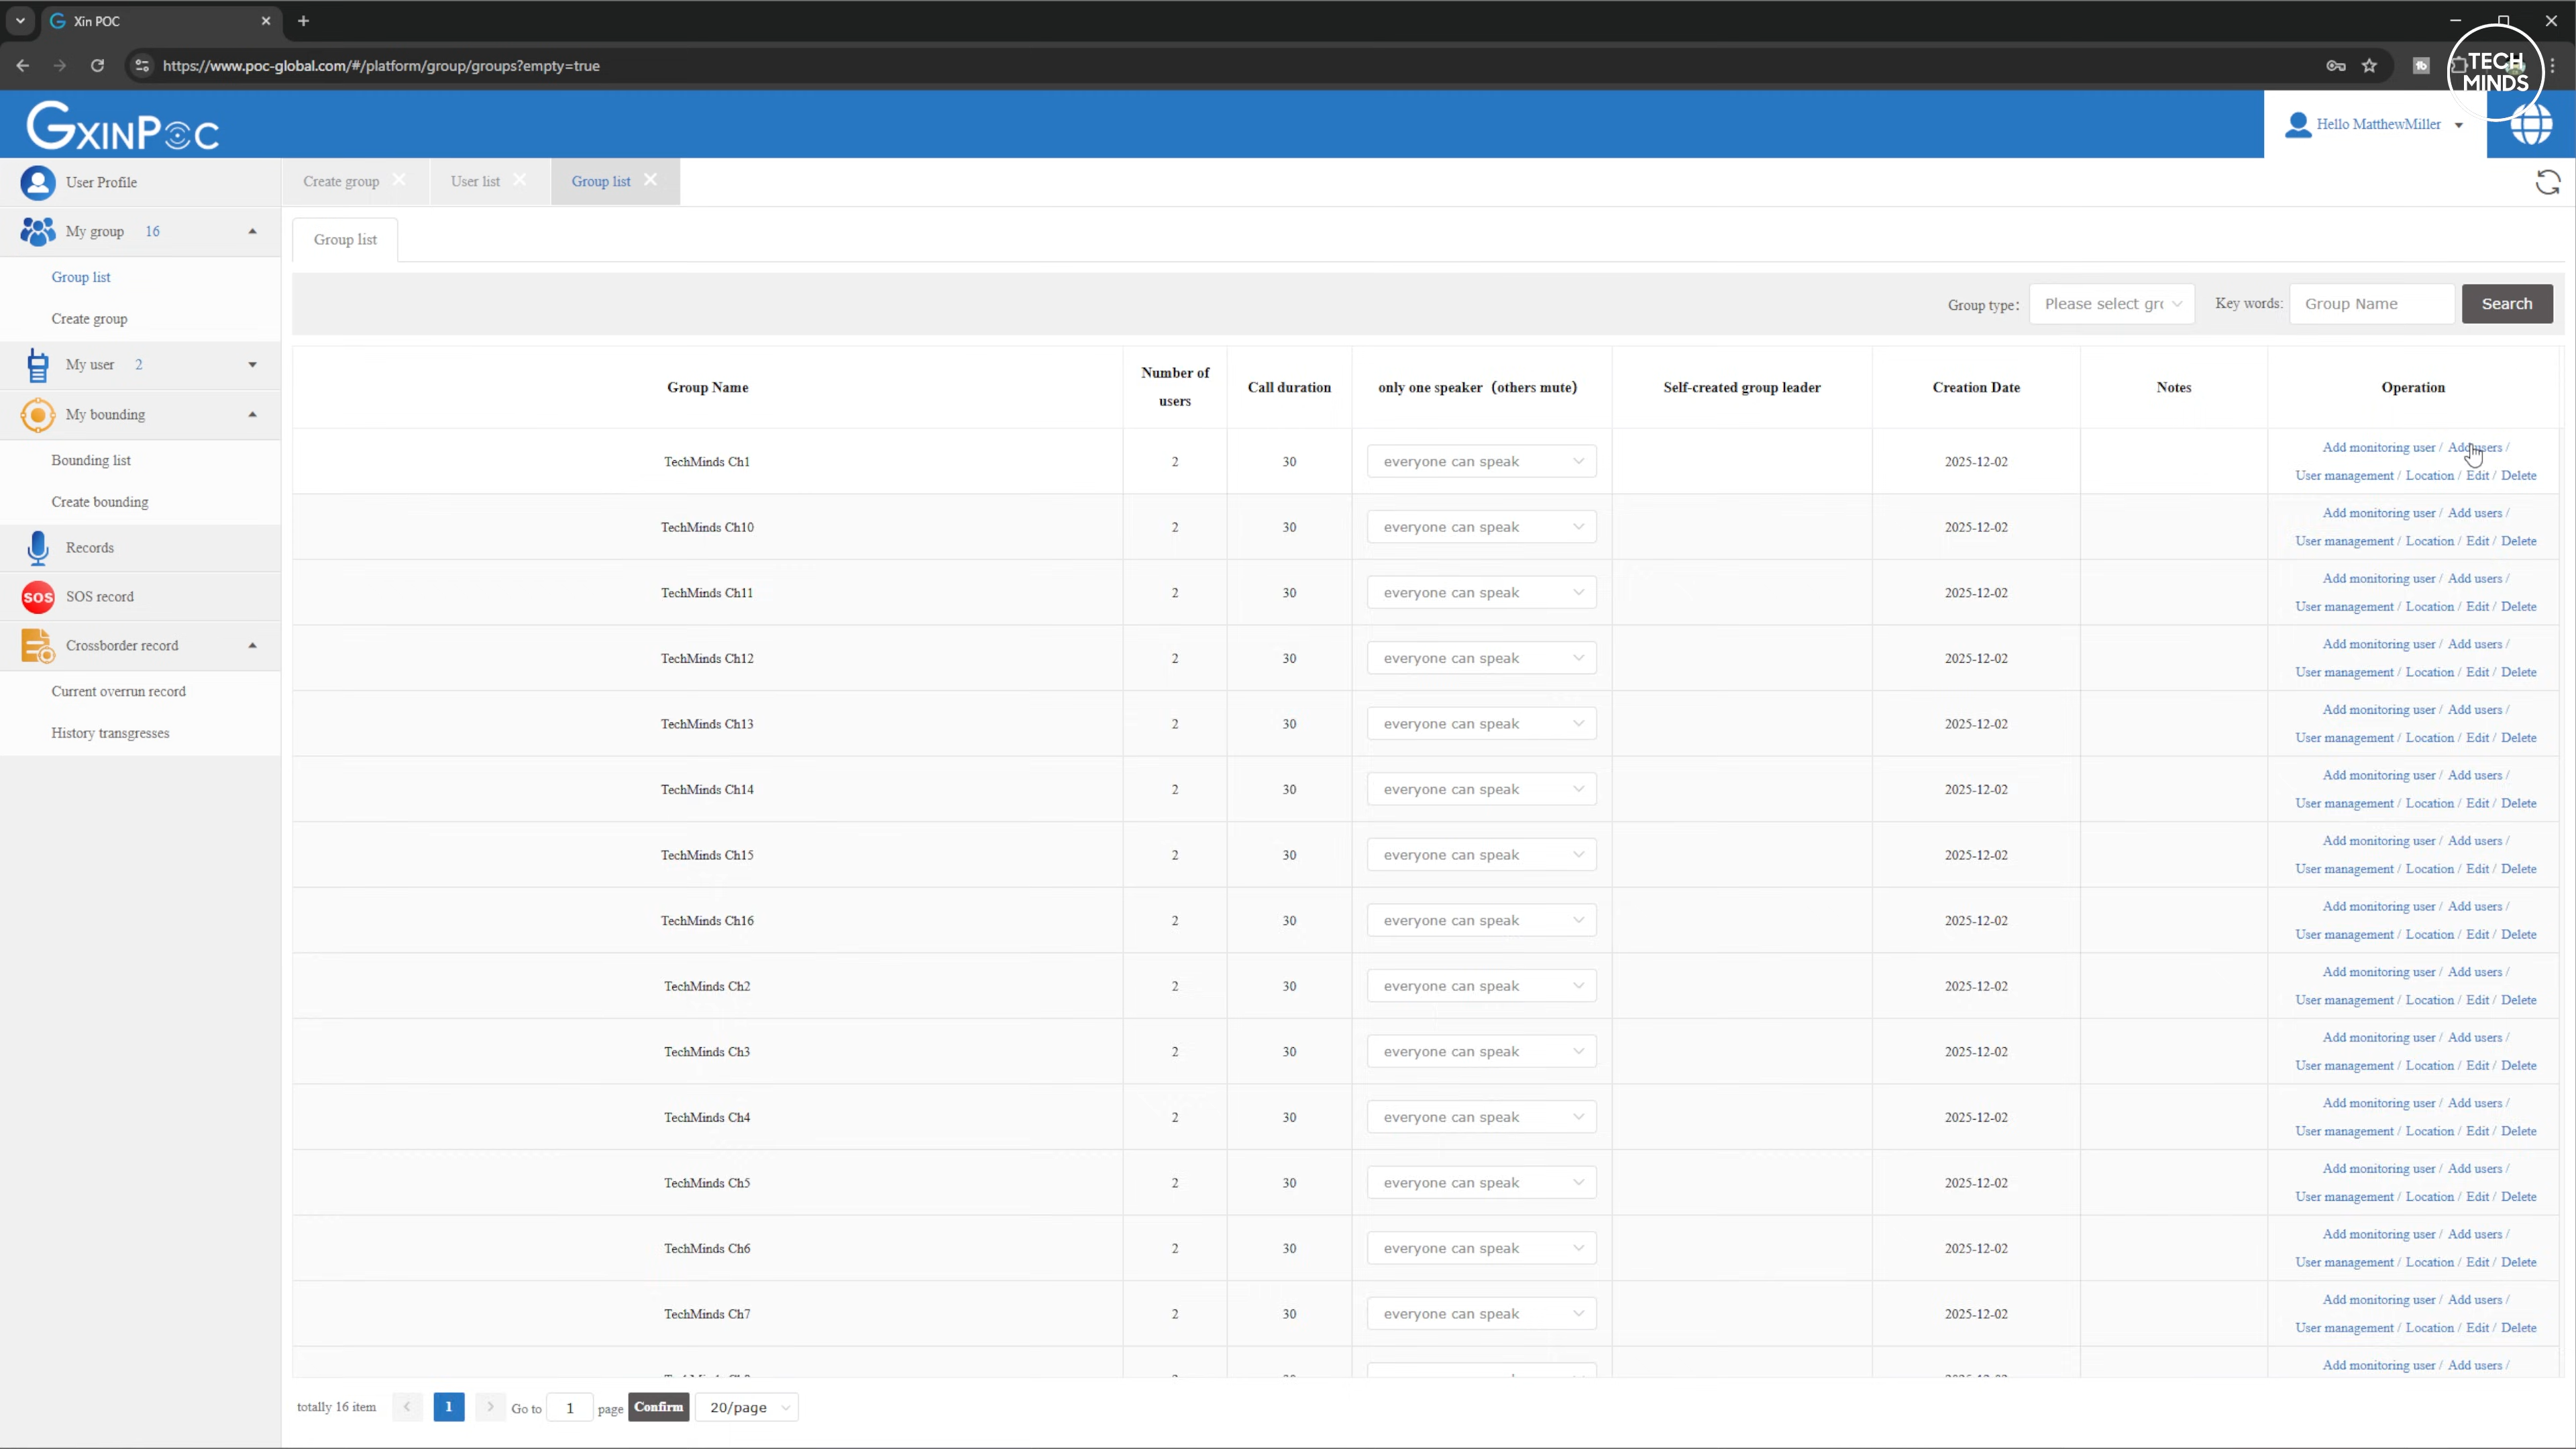 Xin POC
https://www.poc-global.com/#/platform/group/groups?empty=true
TECH
MINDS
GXINPOC
Hello MatthewMiller
User Profile
Create group
User list
Group list
My group 16
Group list
Group list
Create group
Group type:
Please select gr
Key words:
Group Name
Search
My user 2
My bounding
Bounding list
Create bounding
Records
SOS
SOS record
Crossborder record
Current overrun record
History transgresses
Group Name
Number of
users
Call duration
only one speaker（others mute）
Self-created group leader
Creation Date
Notes
Operation
TechMinds Ch1 2 30 everyone can speak 2025-12-02
Add monitoring user / Add users /
User management / Location / Edit / Delete
TechMinds Ch10 2 30 everyone can speak 2025-12-02
Add monitoring user / Add users /
User management / Location / Edit / Delete
TechMinds Ch11 2 30 everyone can speak 2025-12-02
Add monitoring user / Add users /
User management / Location / Edit / Delete
TechMinds Ch12 2 30 everyone can speak 2025-12-02
Add monitoring user / Add users /
User management / Location / Edit / Delete
TechMinds Ch13 2 30 everyone can speak 2025-12-02
Add monitoring user / Add users /
User management / Location / Edit / Delete
TechMinds Ch14 2 30 everyone can speak 2025-12-02
Add monitoring user / Add users /
User management / Location / Edit / Delete
TechMinds Ch15 2 30 everyone can speak 2025-12-02
Add monitoring user / Add users /
User management / Location / Edit / Delete
TechMinds Ch16 2 30 everyone can speak 2025-12-02
Add monitoring user / Add users /
User management / Location / Edit / Delete
TechMinds Ch2 2 30 everyone can speak 2025-12-02
Add monitoring user / Add users /
User management / Location / Edit / Delete
TechMinds Ch3 2 30 everyone can speak 2025-12-02
Add monitoring user / Add users /
User management / Location / Edit / Delete
TechMinds Ch4 2 30 everyone can speak 2025-12-02
Add monitoring user / Add users /
User management / Location / Edit / Delete
TechMinds Ch5 2 30 everyone can speak 2025-12-02
Add monitoring user / Add users /
User management / Location / Edit / Delete
TechMinds Ch6 2 30 everyone can speak 2025-12-02
Add monitoring user / Add users /
User management / Location / Edit / Delete
TechMinds Ch7 2 30 everyone can speak 2025-12-02
Add monitoring user / Add users /
User management / Location / Edit / Delete
Add monitoring user / Add users /
totally 16 item 1 Go to 1 page Confirm 20/page